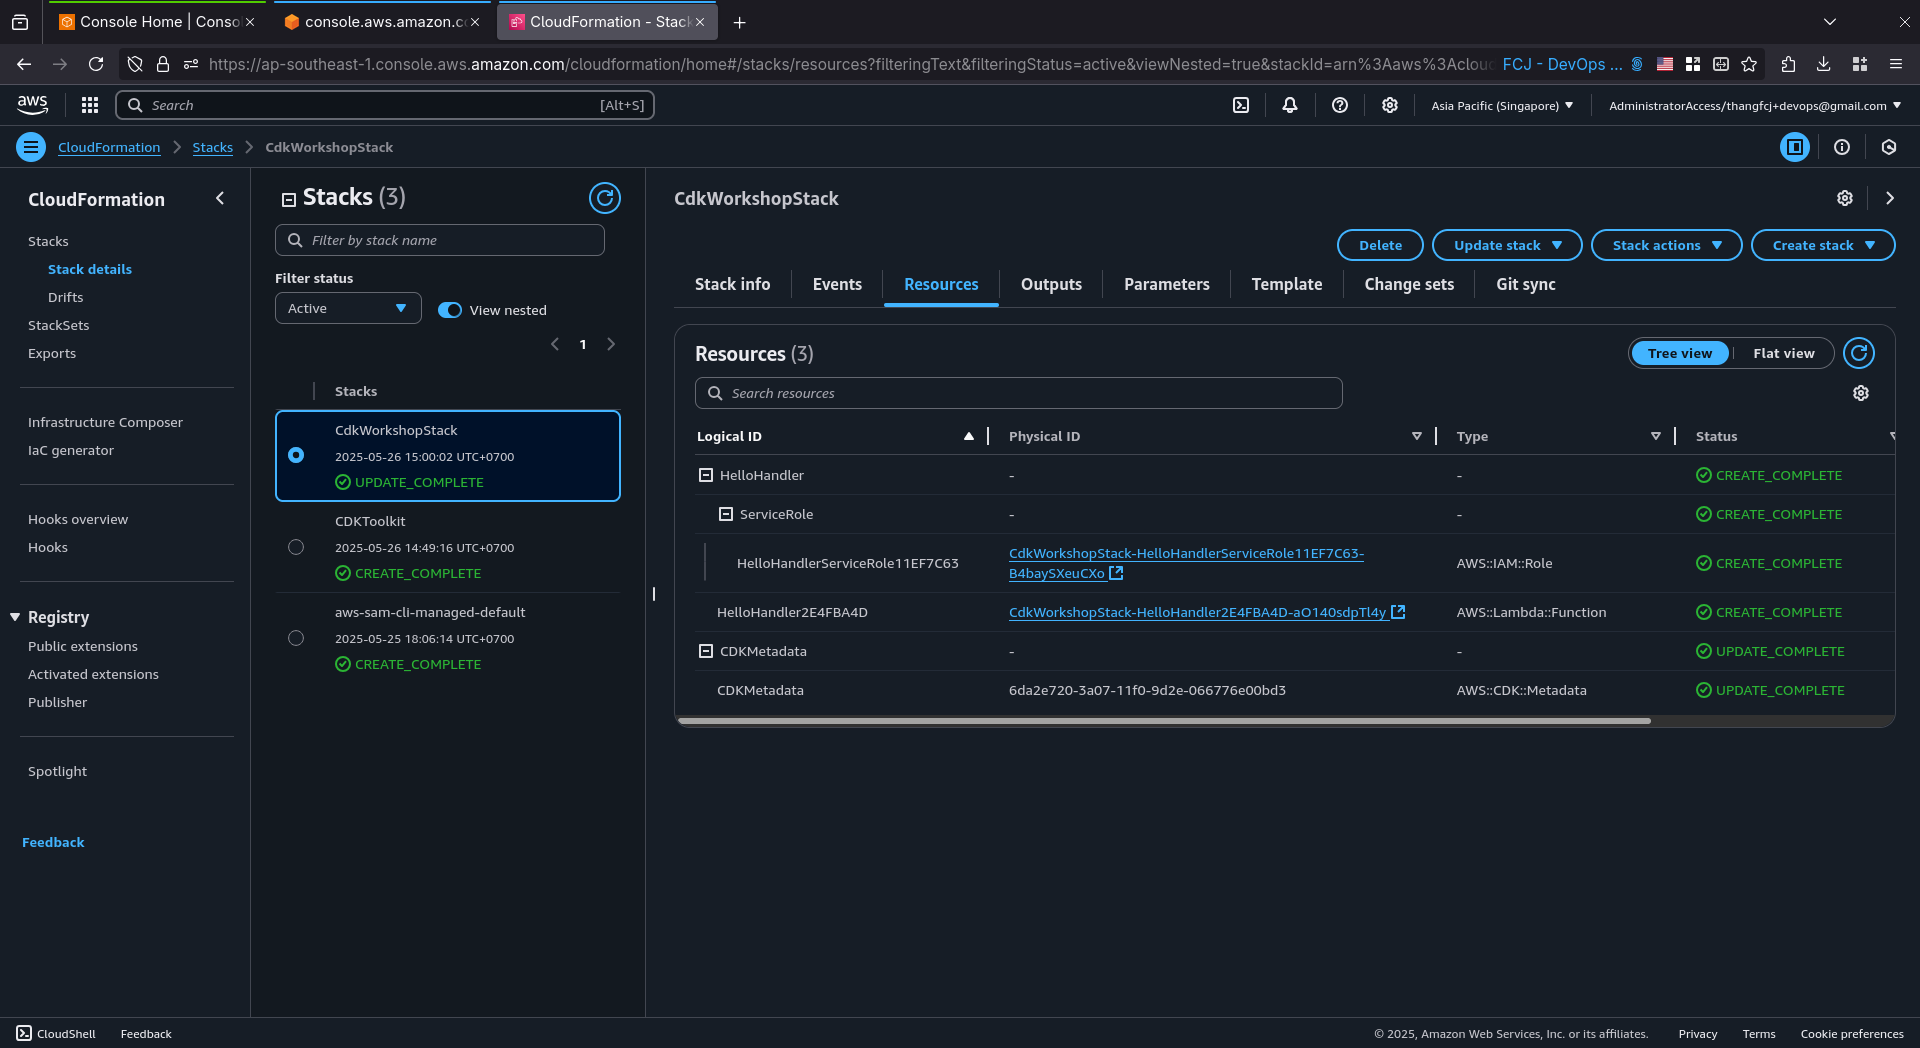 Console Home | Conso
console.aws.amazon.c
CloudFormation - Stack
https://ap-southeast-1.console.aws.amazon.com/cloudformation/home#/stacks/resources?filteringText&filteringStatus=active&viewNested=true&stackId=arn%3Aaws%3Aclou
FCJ - DevOps ...
aws
Search
[Alt+S]
Asia Pacific (Singapore)
AdministratorAccess/thangfcj+devops@gmail.com
CloudFormation
Stacks
CdkWorkshopStack
CloudFormation
Stacks
Stack details
Drifts
StackSets
Exports
Infrastructure Composer
IaC generator
Hooks overview
Hooks
Registry
Public extensions
Activated extensions
Publisher
Spotlight
Feedback
Stacks (3)
Filter by stack name
Filter status
Active
View nested
1
Stacks
CdkWorkshopStack
2025-05-26 15:00:02 UTC+0700
UPDATE_COMPLETE
CDKToolkit
2025-05-26 14:49:16 UTC+0700
CREATE_COMPLETE
aws-sam-cli-managed-default
2025-05-25 18:06:14 UTC+0700
CREATE_COMPLETE
CdkWorkshopStack
Delete
Update stack
Stack actions
Create stack
Stack info
Events
Resources
Outputs
Parameters
Template
Change sets
Git sync
Resources (3)
Tree view
Flat view
Search resources
Logical ID
Physical ID
Type
Status
HelloHandler
-
-
CREATE_COMPLETE
ServiceRole
-
-
CREATE_COMPLETE
HelloHandlerServiceRole11EF7C63
CdkWorkshopStack-HelloHandlerServiceRole11EF7C63-
B4baySXeuCXo
AWS::IAM::Role
CREATE_COMPLETE
HelloHandler2E4FBA4D
CdkWorkshopStack-HelloHandler2E4FBA4D-aO140sdpTl4y
AWS::Lambda::Function
CREATE_COMPLETE
CDKMetadata
-
-
UPDATE_COMPLETE
CDKMetadata
6da2e720-3a07-11f0-9d2e-066776e00bd3
AWS::CDK::Metadata
UPDATE_COMPLETE
CloudShell
Feedback
© 2025, Amazon Web Services, Inc. or its affiliates.
Privacy
Terms
Cookie preferences